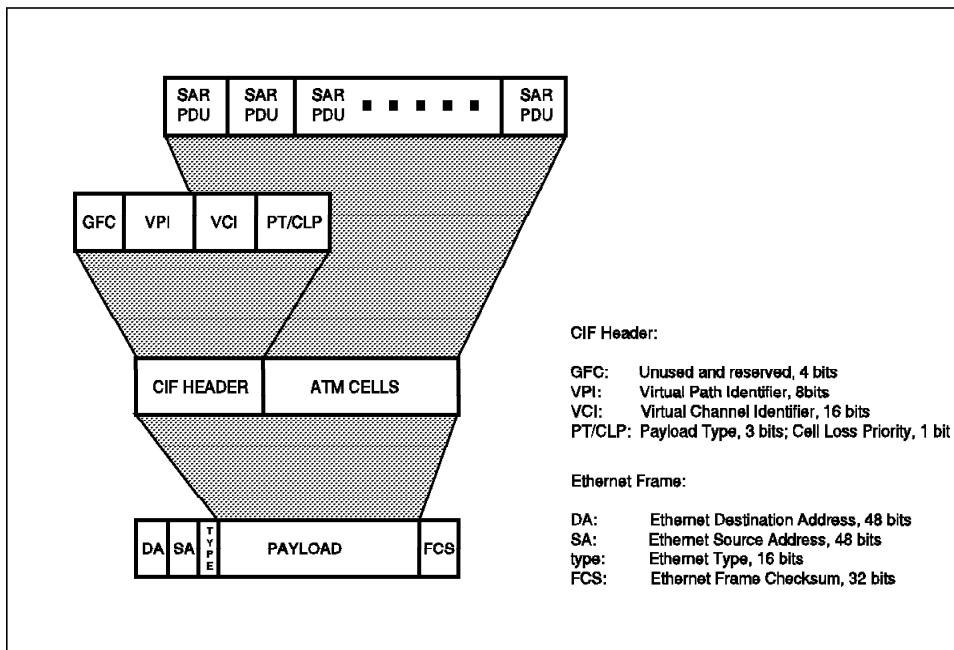 SAR SAR SAR SAR
PDU PDU PDU PDU
GFC VPI VCI PT/CLP
CIF HEADER ATM CELLS
DA SA TYPE PAYLOAD FCS
CIF Header:
GFC: Unused and reserved, 4 bits
VPI: Virtual Path Identifier, 8bits
VCI: Virtual Channel Identifier, 16 bits
PT/CLP: Payload Type, 3 bits; Cell Loss Priority, 1 bit
Ethernet Frame:
DA: Ethernet Destination Address, 48 bits
SA: Ethernet Source Address, 48 bits
type: Ethernet Type, 16 bits
FCS: Ethernet Frame Checksum, 32 bits